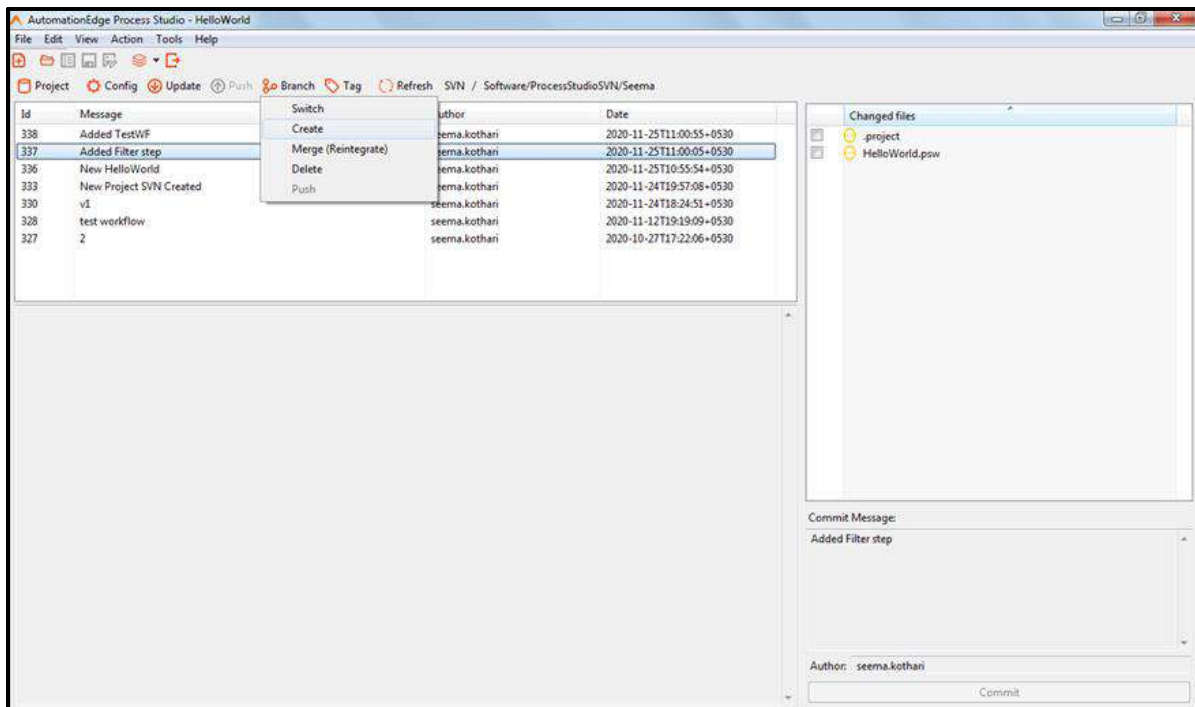 AutomationEdge Process Studio - HelloWorld
File Edit View Action Tools Help
Project Config Update Push Branch Tag Refresh SVN / Software/ProcessStudioSVN/Seema
Switch
Create
Merge (Reintegrate)
Delete
Push
Id Message uthor Date
338 Added TestWF seema.kothari 2020-11-25T11:00:55+0530
337 Added Filter step seema.kothari 2020-11-25T11:00:05+0530
336 New HelloWorld seema.kothari 2020-11-25T10:55:54+0530
333 New Project SVN Created seema.kothari 2020-11-24T19:57:08+0530
330 v1 seema.kothari 2020-11-24T18:24:51+0530
328 test workflow seema.kothari 2020-11-12T19:19:09+0530
327 2 seema.kothari 2020-10-27T17:22:06+0530
Changed files
.project
HelloWorld.psw
Commit Message:
Added Filter step
Author: seema.kothari
Commit